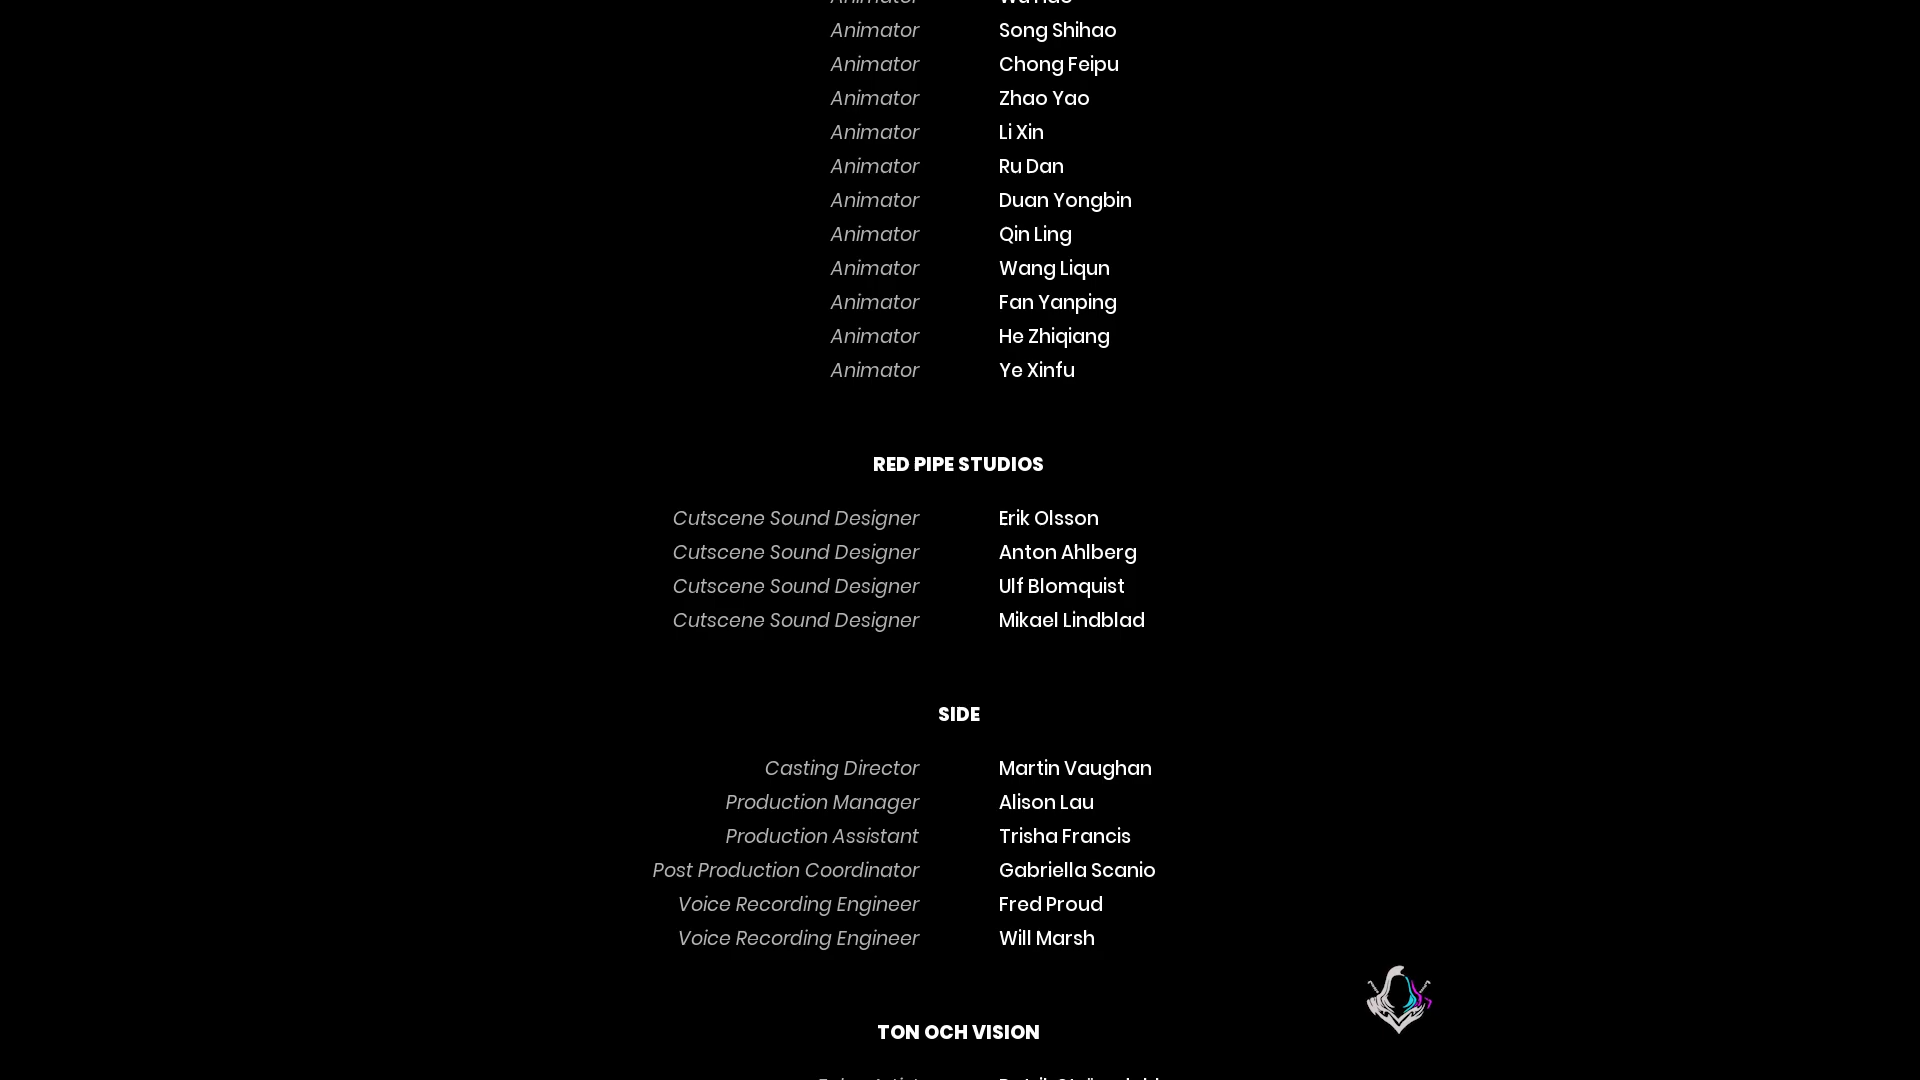 Animator Song Shihao
Animator Chong Feipu
Animator Zhao Yao
Animator Li Xin
Animator Ru Dan
Animator Duan Yongbin
Animator Qin Ling
Animator Wang Liqun
Animator Fan Yanping
Animator He Zhiqiang
Animator Ye Xinfu
RED PIPE STUDIOS
Cutscene Sound Designer Erik Olsson
Cutscene Sound Designer Anton Ahlberg
Cutscene Sound Designer Ulf Blomquist
Cutscene Sound Designer Mikael Lindblad
SIDE
Casting Director Martin Vaughan
Production Manager Alison Lau
Production Assistant Trisha Francis
Post Production Coordinator Gabriella Scanio
Voice Recording Engineer Fred Proud
Voice Recording Engineer Will Marsh
TON OCH VISION